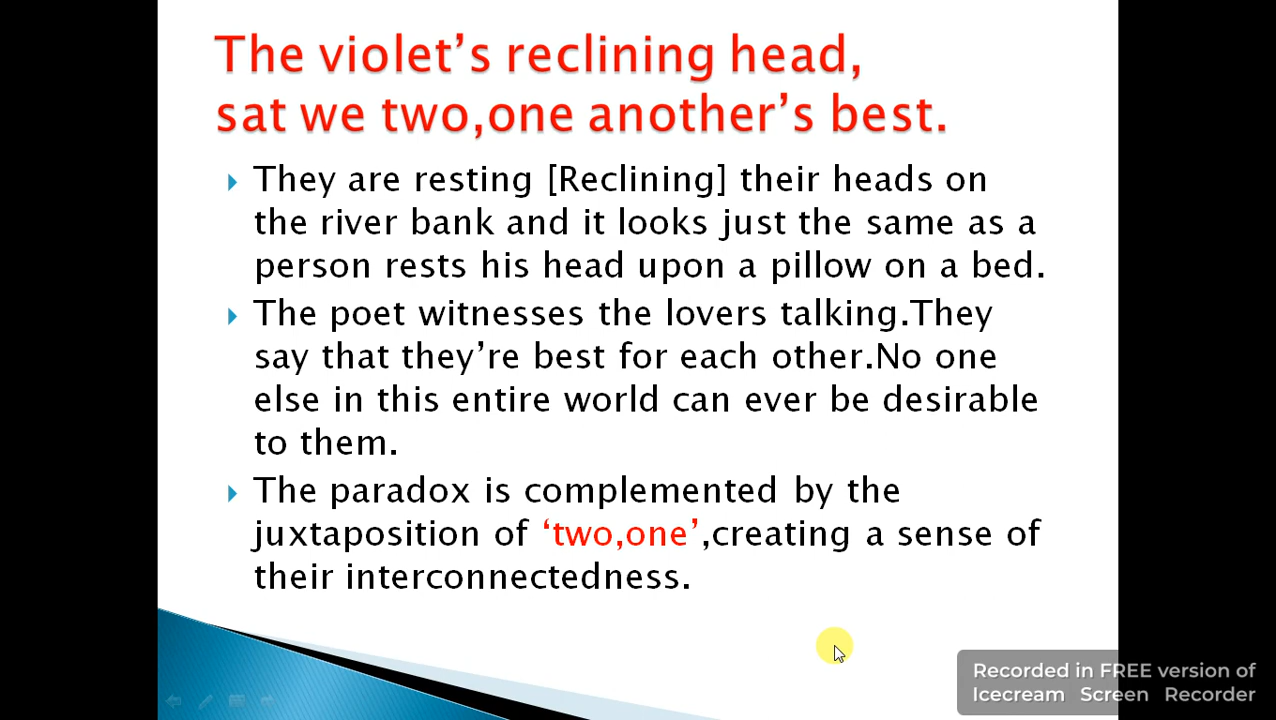 The violet’s reclining head,
sat we two,one another’s best.
They are resting [Reclining] their heads on
the river bank and it looks just the same as a
person rests his head upon a pillow on a bed.
The poet witnesses the lovers talking.They
say that they’re best for each other.No one
else in this entire world can ever be desirable
to them.
The paradox is complemented by the
juxtaposition of ‘two,one’,creating a sense of
their interconnectedness.
Recorded in FREE version of
Icecream Screen Recorder